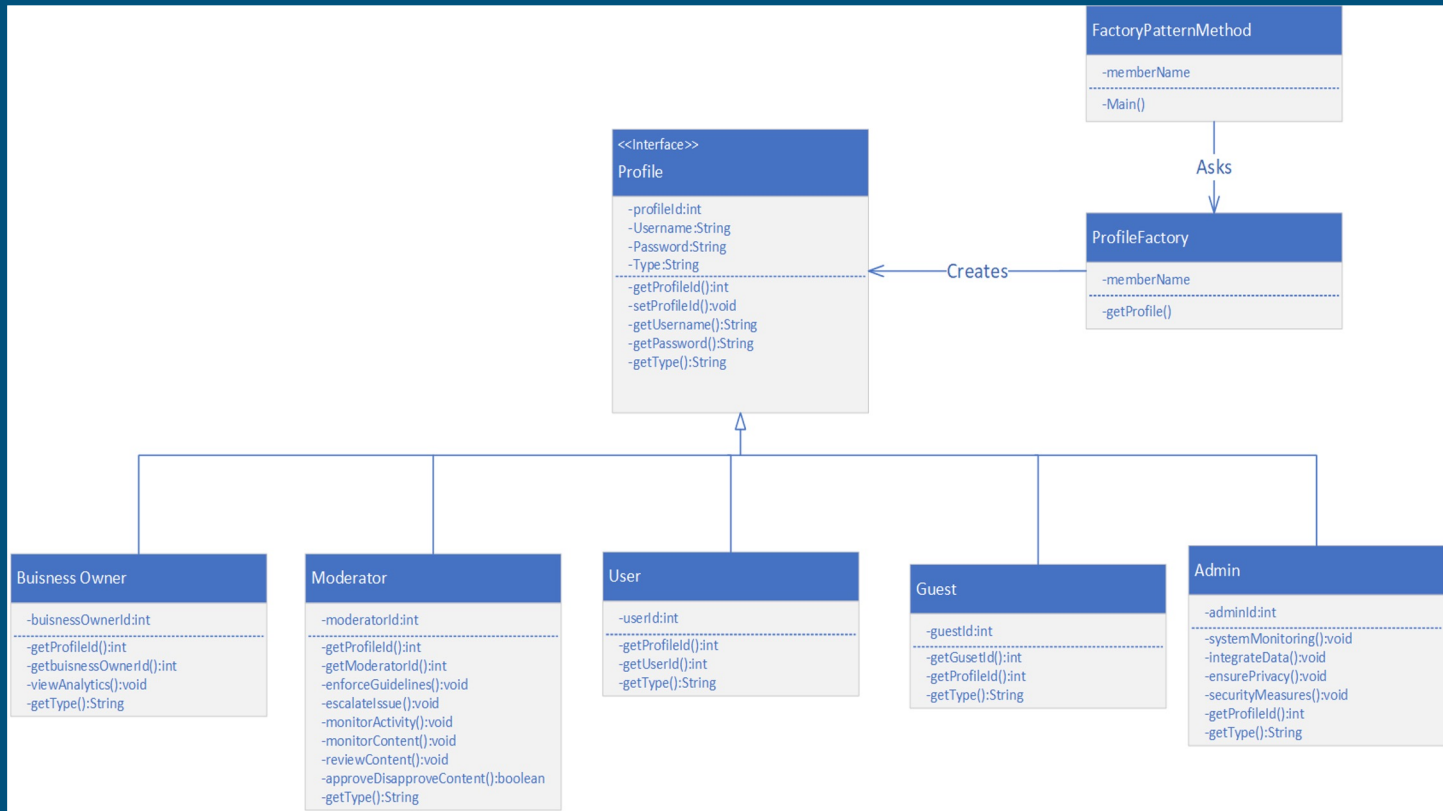 FactoryPatternMethod
-memberName
-Main()
Asks
<<Interface>>
Profile
-profileId:int
-Username:String
-Password:String
-Type:String
-getProfileId():int
-setProfileId():void
-getUsername():String
-getPassword():String
-getType():String
Creates
ProfileFactory
-memberName
-getProfile()
Buisness Owner
-buisnessOwnerId:int
-getProfileId():int
-getbuisnessOwnerId():int
-viewAnalytics():void
-getType():String
Moderator
-moderatorId:int
-getProfileId():int
-getModeratorId():int
-enforceGuidelines():void
-escalateIssue():void
-monitorActivity():void
-monitorContent():void
-reviewContent():void
-approveDisapproveContent():boolean
-getType():String
User
-userId:int
-getProfileId():int
-getUserId():int
-getType():String
Guest
-guestId:int
-getGusetId():int
-getProfileId():int
-getType():String
Admin
-adminId:int
-systemMonitoring():void
-integrateData():void
-ensurePrivacy():void
-securityMeasures():void
-getProfileId():int
-getType():String